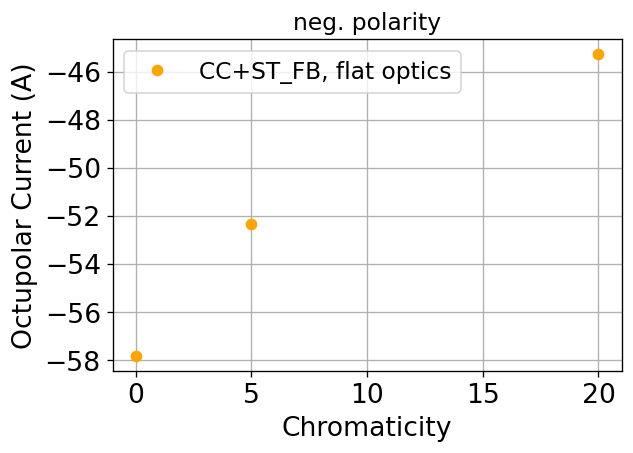 neg. polarity
CC+ST_FB, flat optics
Octupolar Current (A)
−46
−48
−50
−52
−54
−56
−58
0 5 10 15 20
Chromaticity